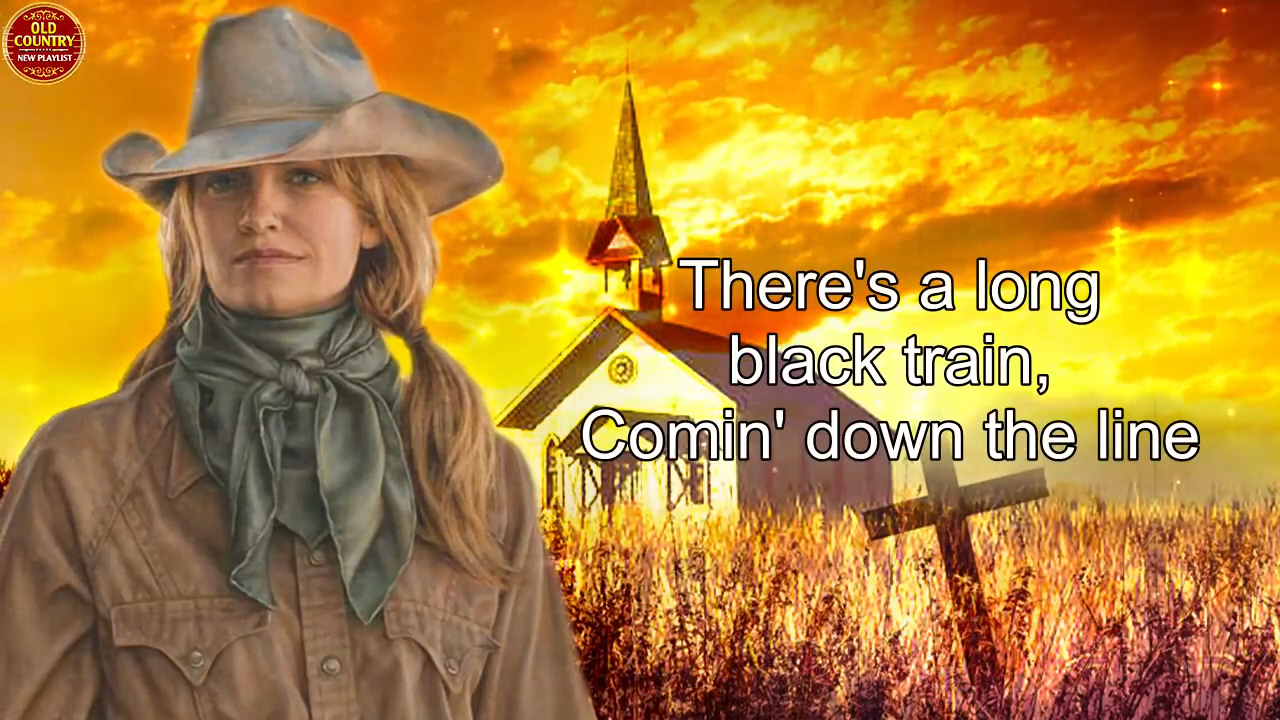 OLD
COUNTRY
NEW PLAYLIST
There's a long
black train,
Comin' down the line